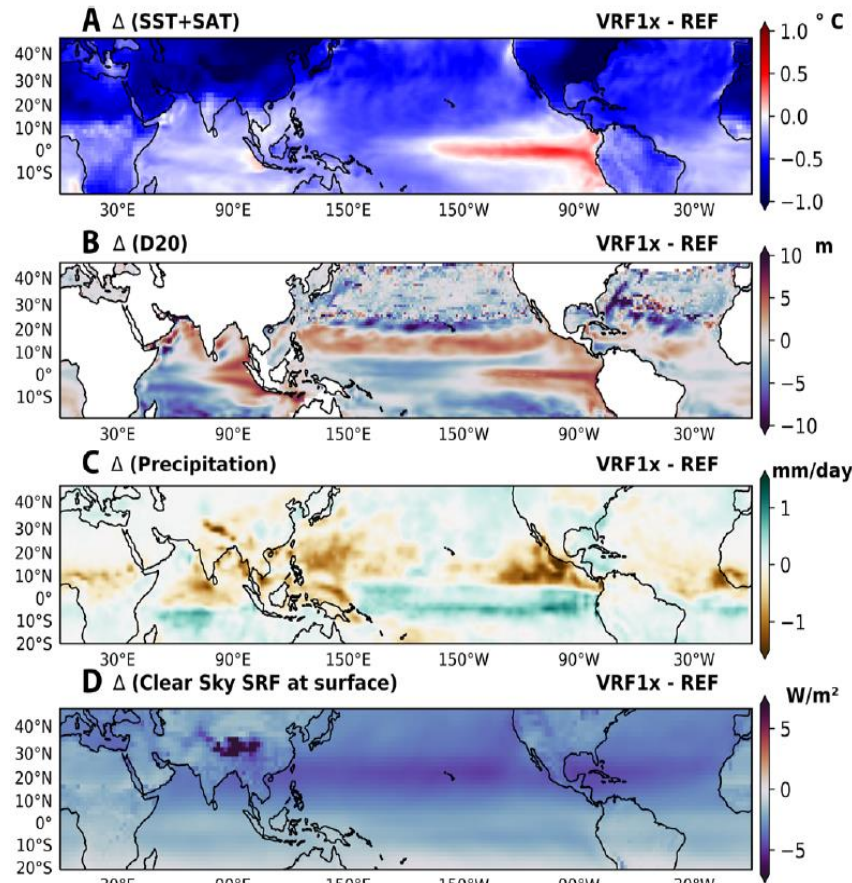 A Δ (SST+SAT) VRF1x - REF ° C
40°N
30°N
20°N
10°N
0°
10°S
1.0
0.5
0.0
−0.5
−1.0
30°E 90°E 150°E 150°W 90°W 30°W
B Δ (D20) VRF1x - REF m
40°N
30°N
20°N
10°N
0°
10°S
10
5
0
−5
−10
30°E 90°E 150°E 150°W 90°W 30°W
C Δ (Precipitation) VRF1x - REF mm/day
40°N
30°N
20°N
10°N
0°
10°S
20°S
1
0
−1
30°E 90°E 150°E 150°W 90°W 30°W
D Δ (Clear Sky SRF at surface) VRF1x - REF W/m²
40°N
30°N
20°N
10°N
0°
10°S
20°S
5
0
−5